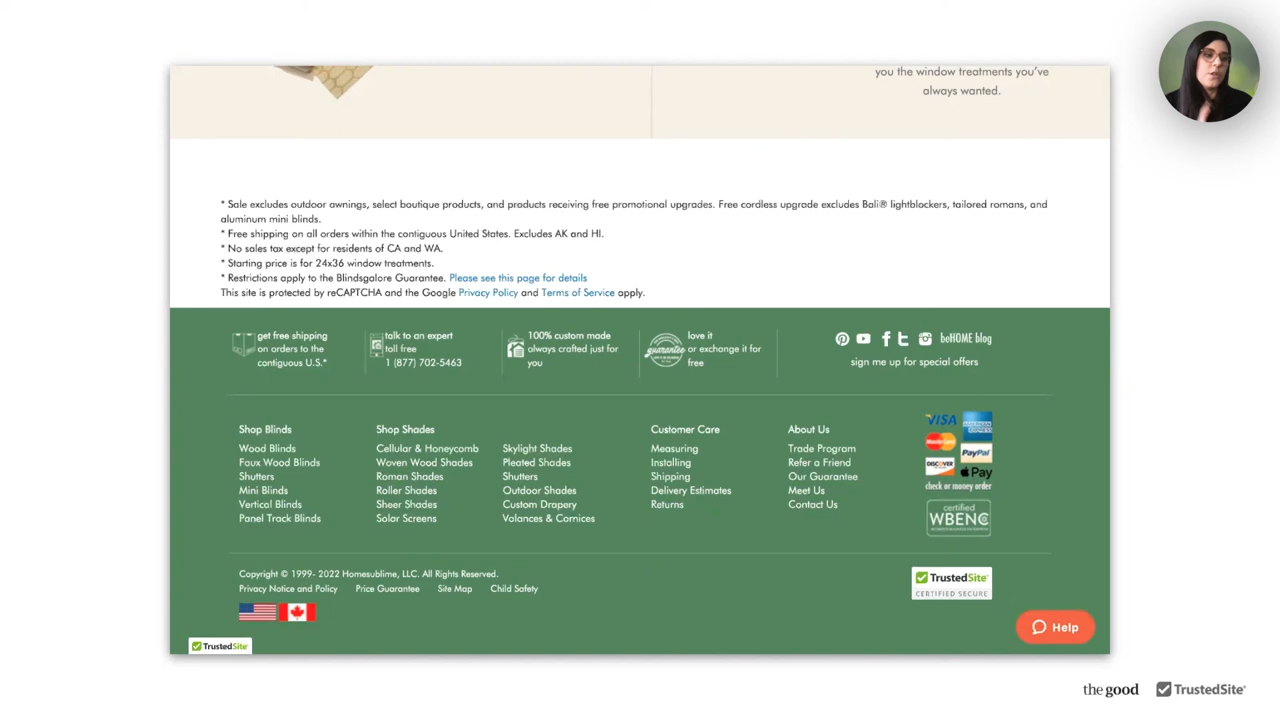 you the window treatments you've
always wanted.
* Sale excludes outdoor awnings, select boutique products, and products receiving free promotional upgrades. Free cordless upgrade excludes Bali® lightblockers, tailored romans, and
aluminum mini blinds.
* Free shipping on all orders within the contiguous United States. Excludes AK and HI.
* No sales tax except for residents of CA and WA.
* Starting price is for 24x36 window treatments.
* Restrictions apply to the Blindsgalore Guarantee. Please see this page for details
This site is protected by reCAPTCHA and the Google Privacy Policy and Terms of Service apply.
get free shipping
on orders to the
contiguous U.S.*
talk to an expert
toll free
1 (877) 702-5463
100% custom made
always crafted just for
you
guarantee
love it
or exchange it for
free
beHOME blog
sign me up for special offers
Shop Blinds
Wood Blinds
Faux Wood Blinds
Shutters
Mini Blinds
Vertical Blinds
Panel Track Blinds
Shop Shades
Cellular & Honeycomb
Woven Wood Shades
Roman Shades
Roller Shades
Sheer Shades
Solar Screens
Skylight Shades
Pleated Shades
Shutters
Outdoor Shades
Custom Drapery
Valances & Cornices
Customer Care
Measuring
Installing
Shipping
Delivery Estimates
Returns
About Us
Trade Program
Refer a Friend
Our Guarantee
Meet Us
Contact Us
VISA
AMERICAN EXPRESS
MasterCard
PayPal
DISCOVER
Pay
check or money order
certified
WBENC
Copyright © 1999- 2022 Homesublime, LLC. All Rights Reserved.
Privacy Notice and Policy Price Guarantee Site Map Child Safety
TrustedSite
CERTIFIED SECURE
Help
TrustedSite
the good TrustedSite